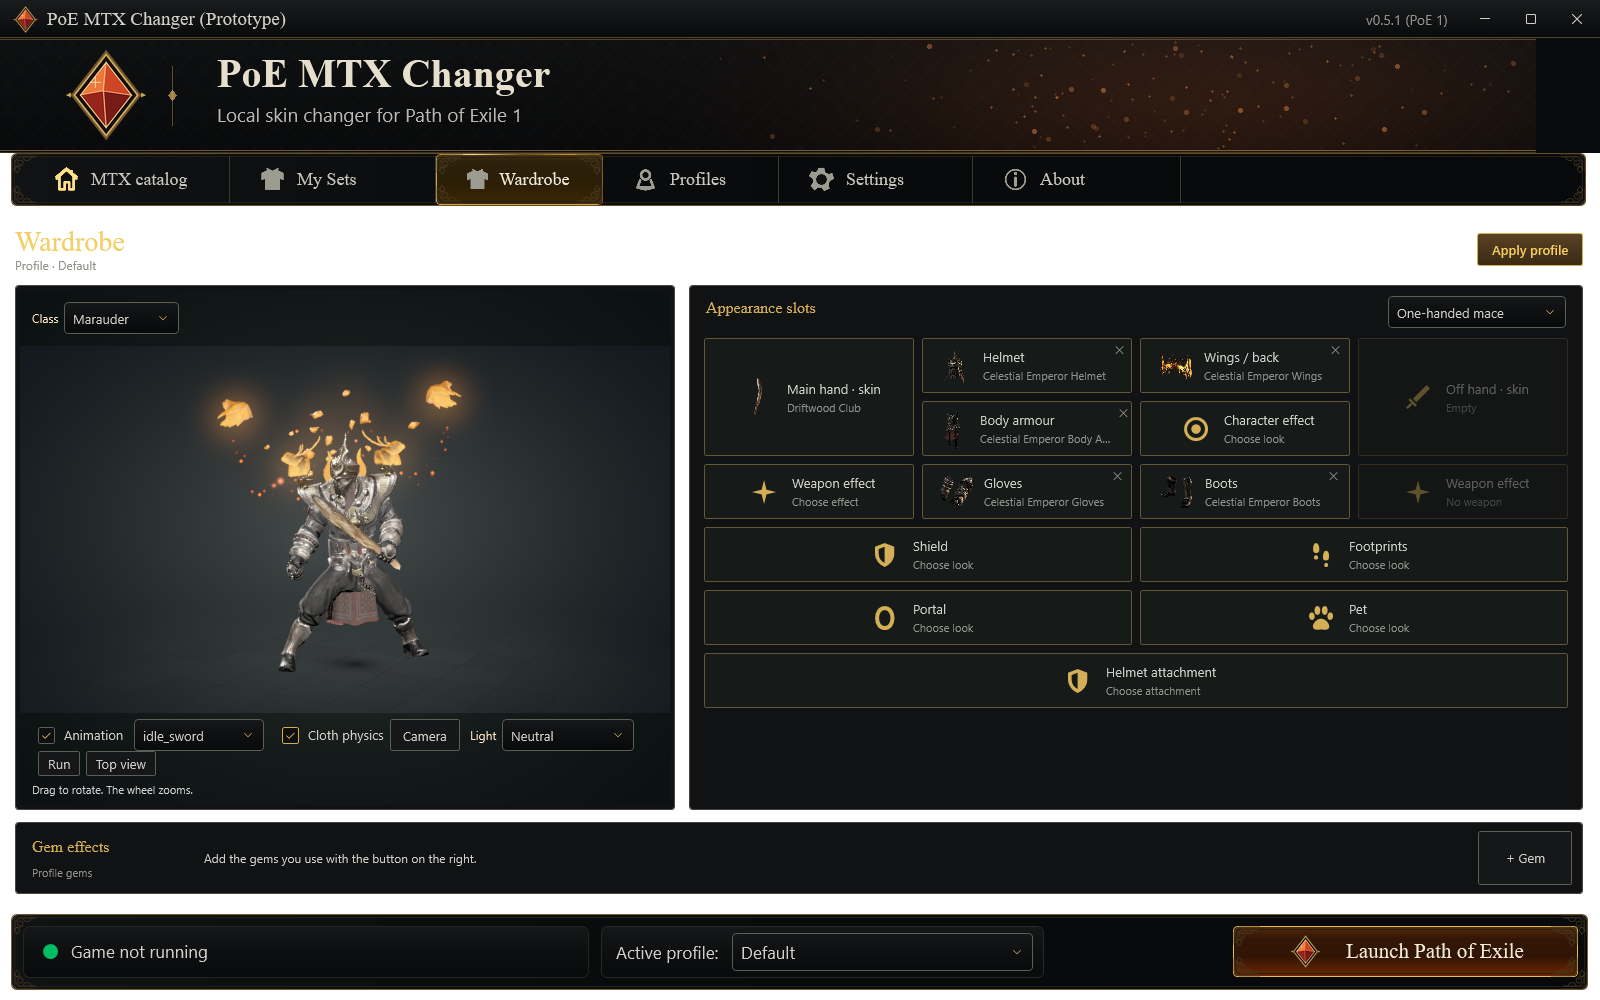 PoE MTX Changer (Prototype)
v0.5.1 (PoE 1)
PoE MTX Changer
Local skin changer for Path of Exile 1
MTX catalog
My Sets
Wardrobe
Profiles
Settings
About
Wardrobe
Profile · Default
Apply profile
Class
Marauder
Animation
idle_sword
Cloth physics
Camera
Light
Neutral
Run
Top view
Drag to rotate. The wheel zooms.
Appearance slots
One-handed mace
Main hand · skin
Driftwood Club
Helmet
Celestial Emperor Helmet
Wings / back
Celestial Emperor Wings
Off hand · skin
Empty
Body armour
Celestial Emperor Body A...
Character effect
Choose look
Weapon effect
Choose effect
Gloves
Celestial Emperor Gloves
Boots
Celestial Emperor Boots
Weapon effect
No weapon
Shield
Choose look
Footprints
Choose look
Portal
Choose look
Pet
Choose look
Helmet attachment
Choose attachment
Gem effects
Profile gems
Add the gems you use with the button on the right.
+ Gem
Game not running
Active profile:
Default
Launch Path of Exile